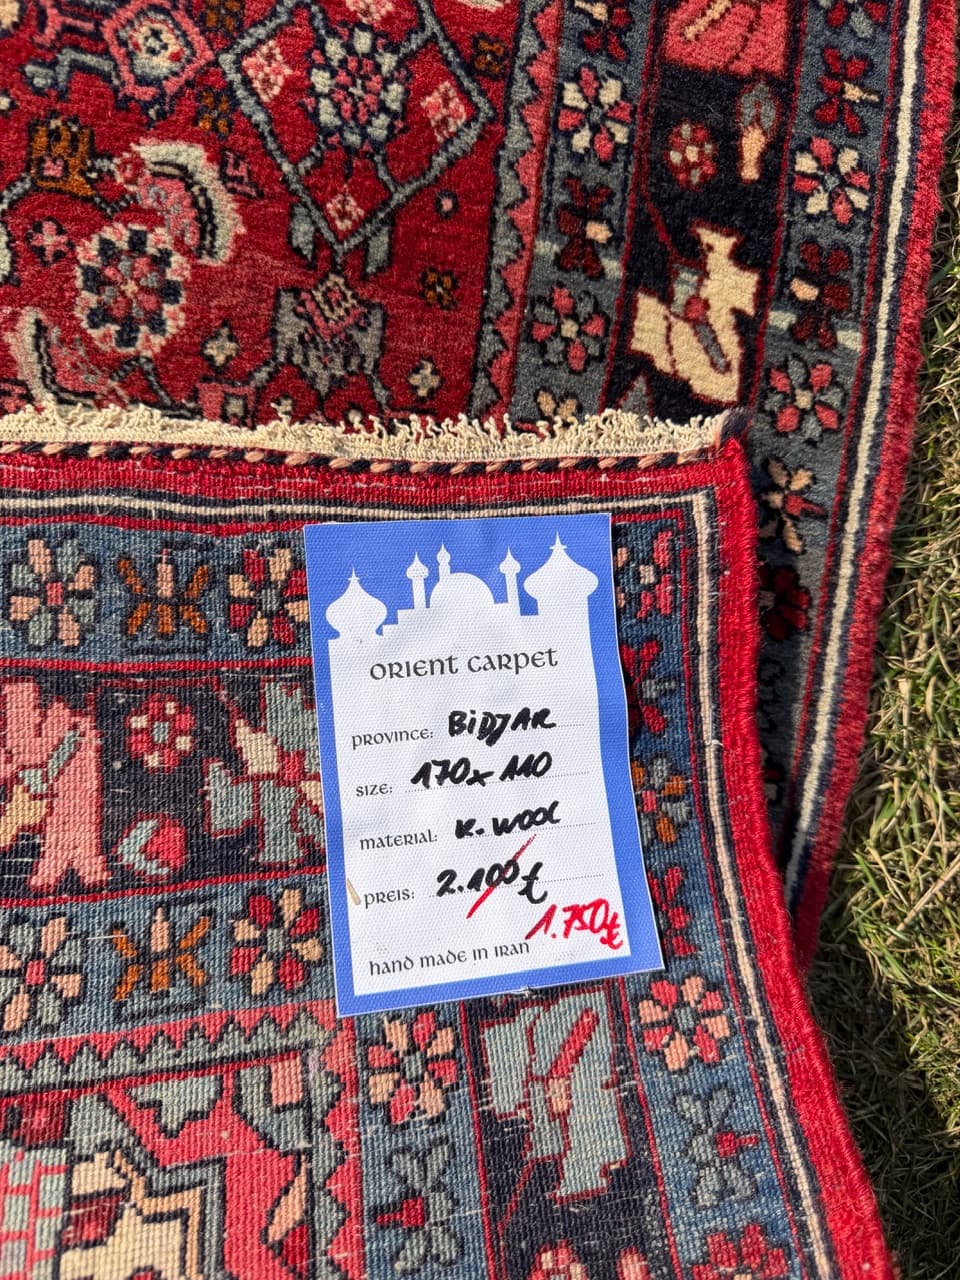 ORIENT CARPET
PROVINCE: BIDJAR
SIZE: 170x110
MATERIAL: K. WOOL
PREIS: 2.100 €
1.750 €
HAND MADE IN IRAN